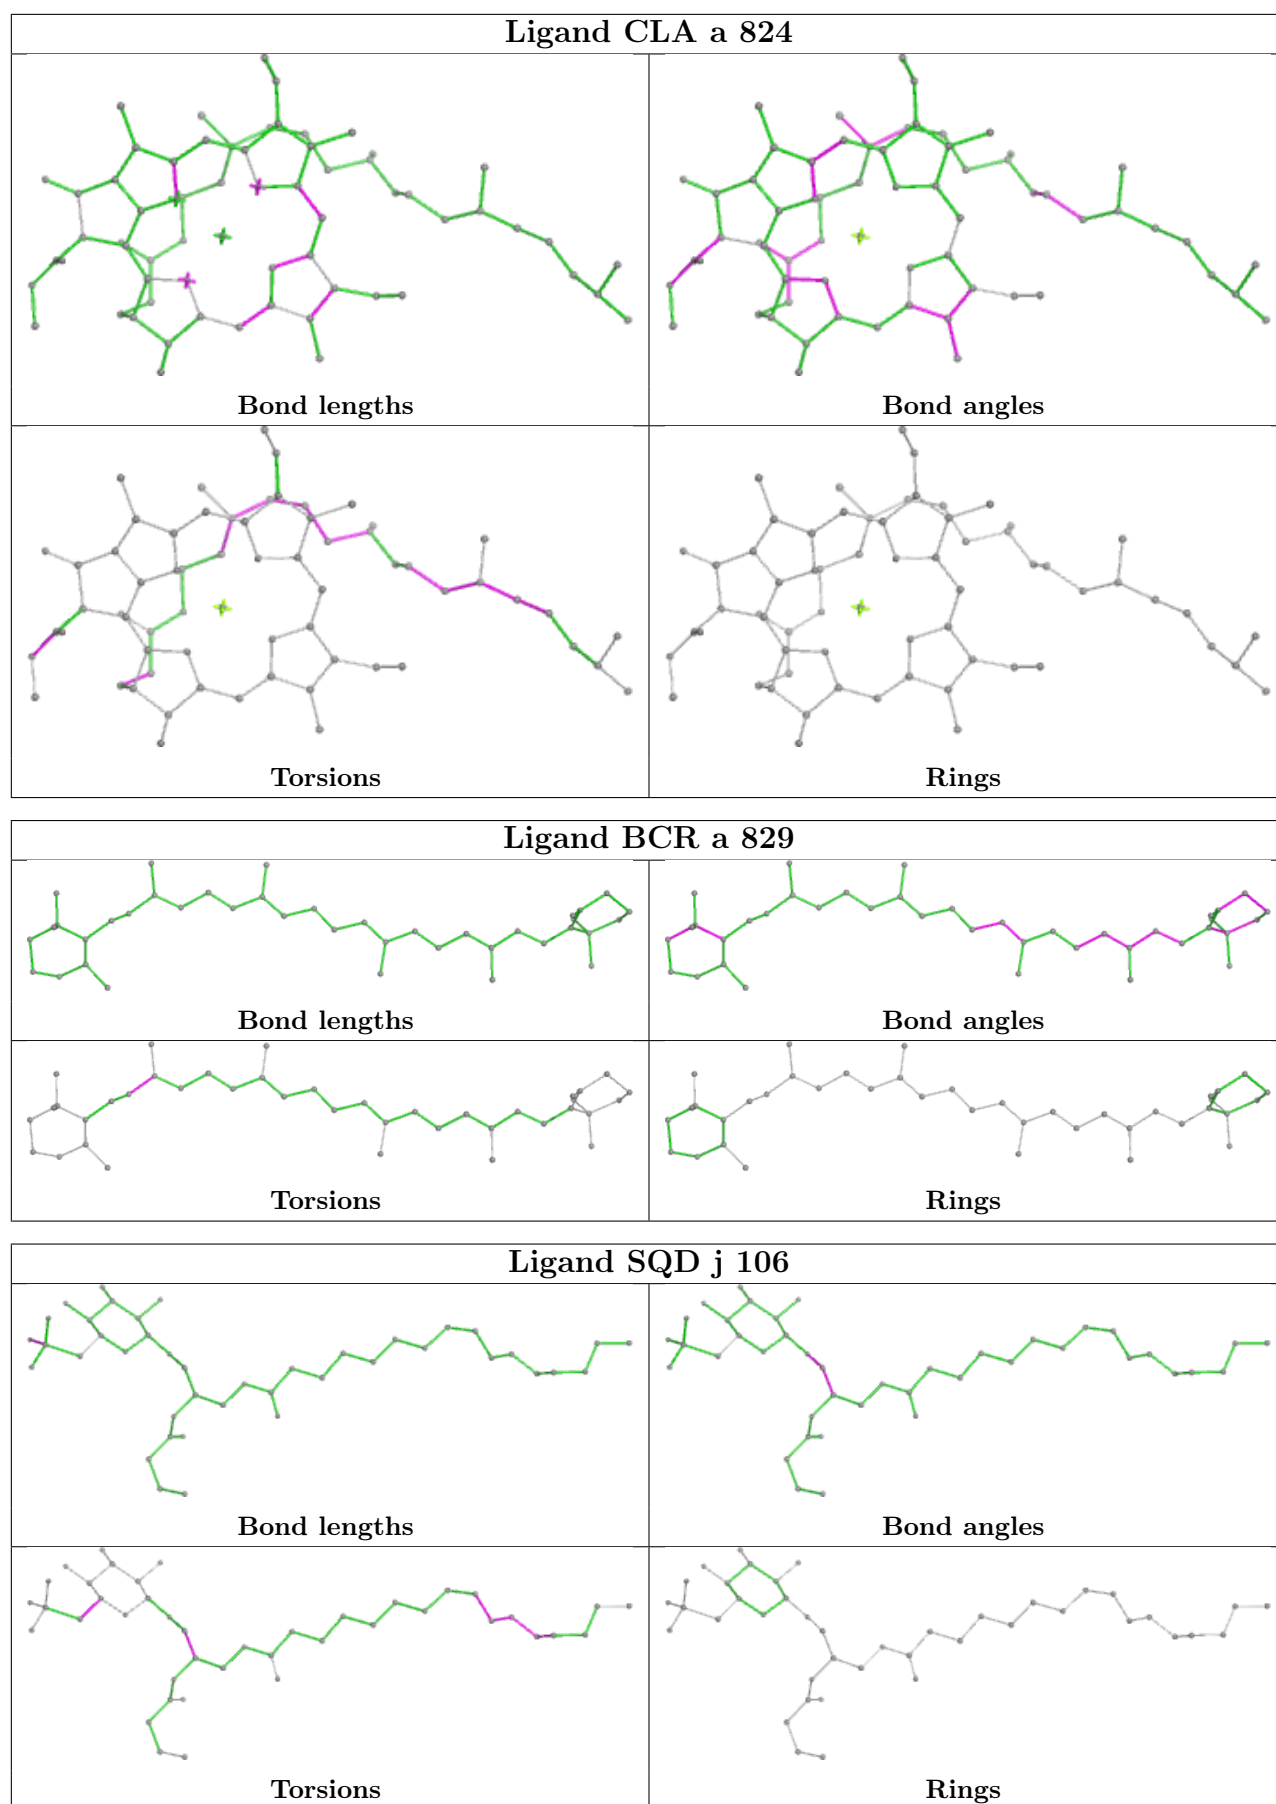 Ligand CLA a 824
Bond lengths
Bond angles
Torsions
Rings
Ligand BCR a 829
Bond lengths
Bond angles
Torsions
Rings
Ligand SQD j 106
Bond lengths
Bond angles
Torsions
Rings